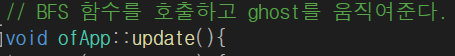 // BFS 함수를 호출하고 ghost를 움직여준다.
void ofApp::update(){